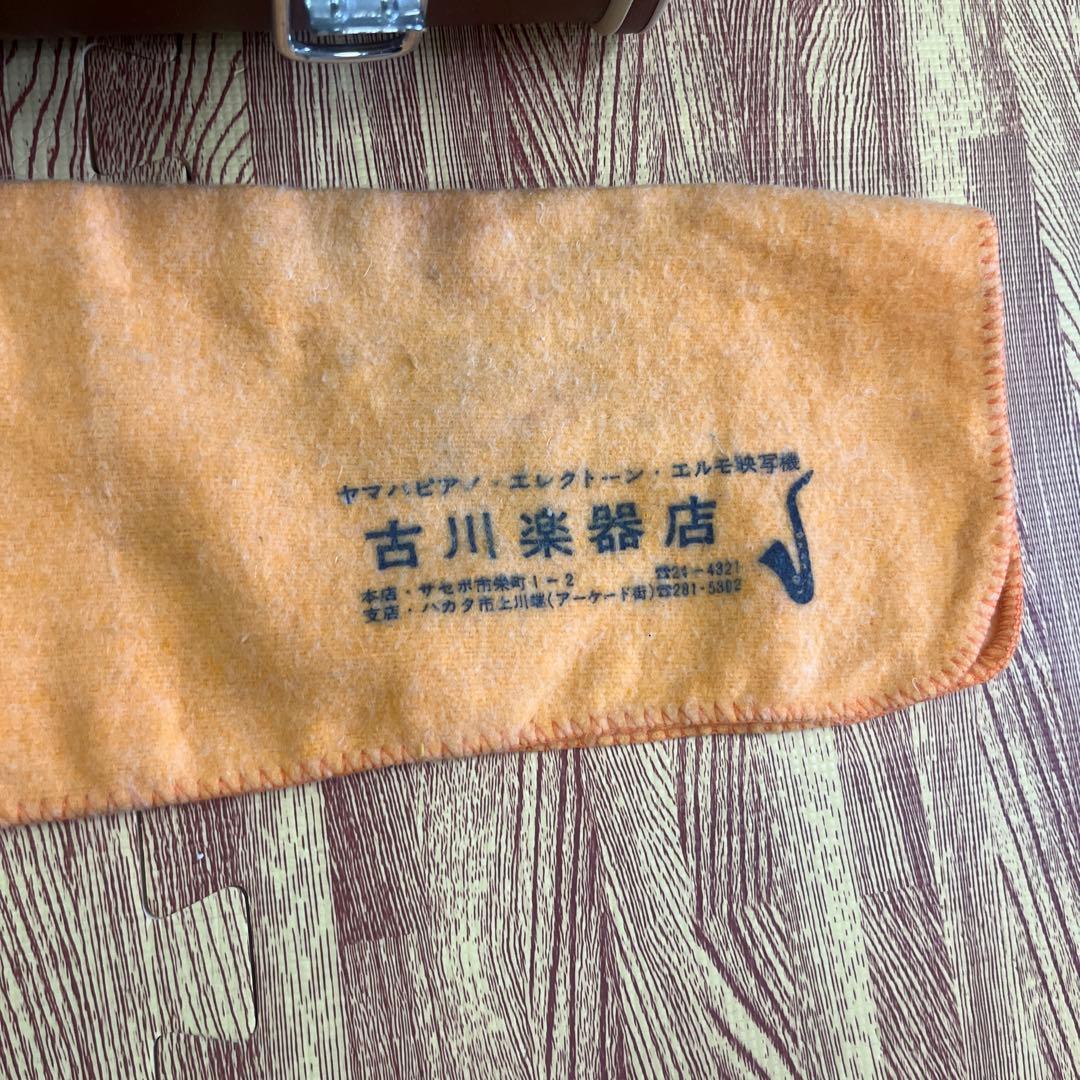 ヤマハピアノ・エレクトーン・エルモ映写機
古川楽器店
本店・サセボ市栄町1-2 ☎24-4321
支店・ハカタ市上川端(アーケード街)☎281-5302